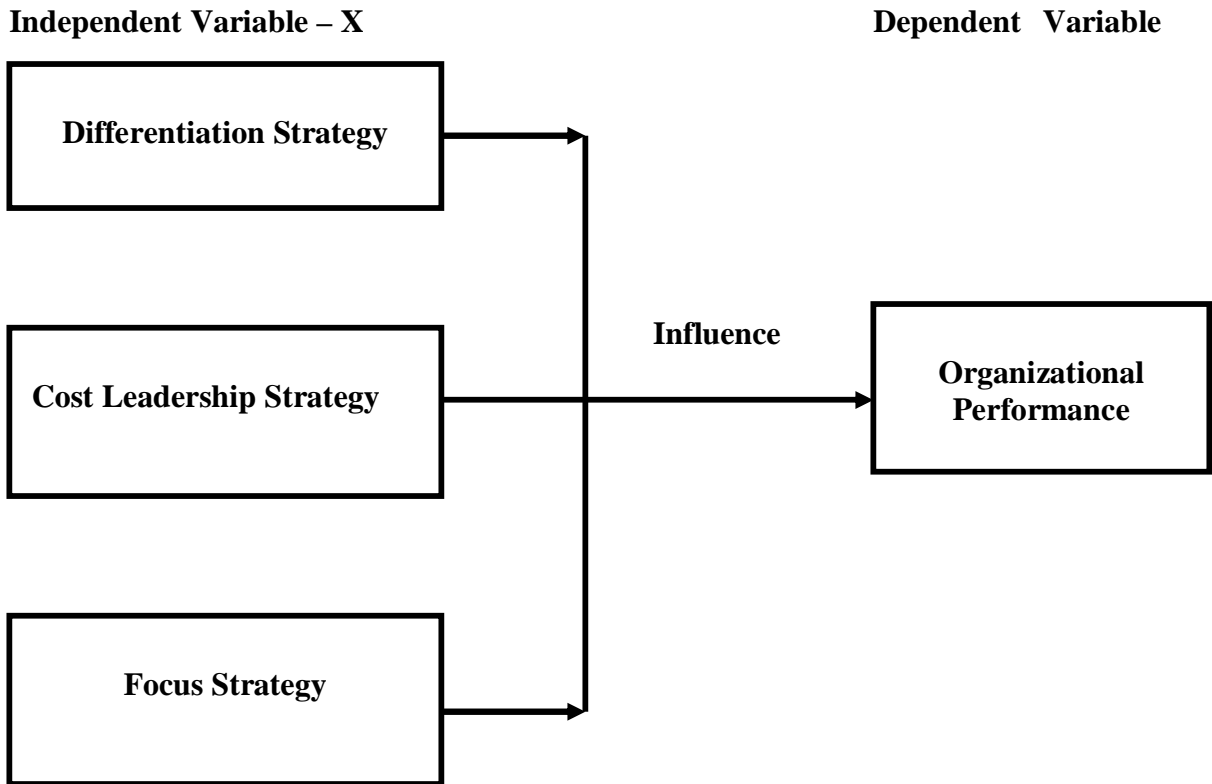 Independent Variable – X
Dependent Variable
Differentiation Strategy
Cost Leadership Strategy
Influence
Organizational
Performance
Focus Strategy